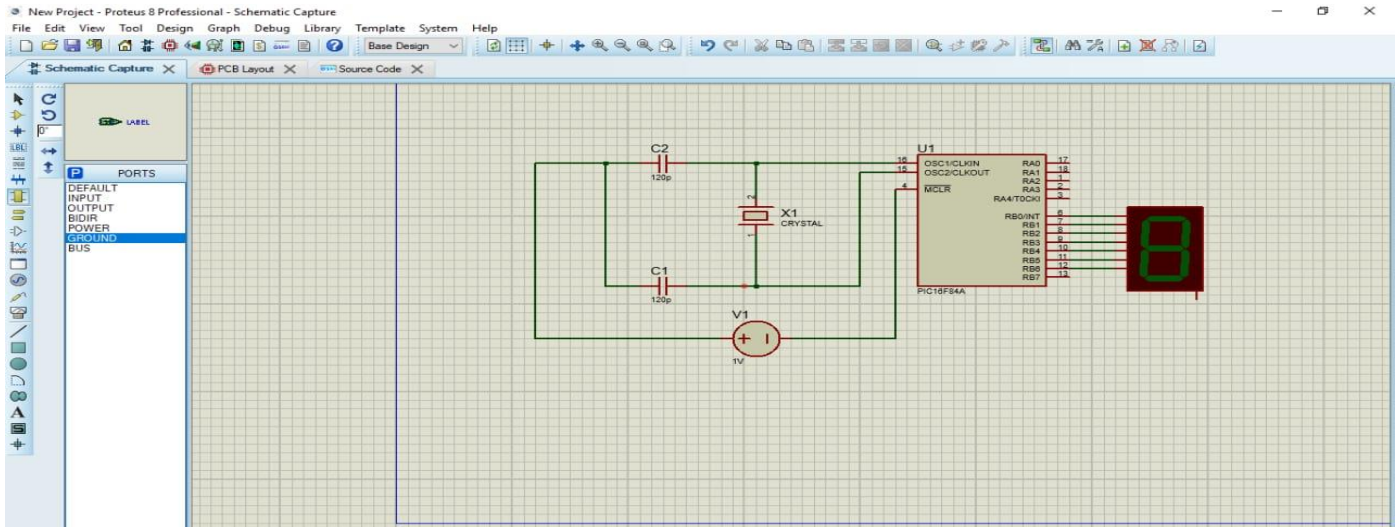 New Project - Proteus 8 Professional - Schematic Capture
File Edit View Tool Design Graph Debug Library Template System Help
Base Design
Schematic Capture
PCB Layout
Source Code
0°
LBL
A
S
LABEL
P PORTS
DEFAULT
INPUT
OUTPUT
BIDIR
POWER
GROUND
BUS
C2
120p
2
1
X1
CRYSTAL
C1
120p
V1
1V
U1
16 OSC1/CLKIN
15 OSC2/CLKOUT
4 MCLR
RA0 17
RA1 18
RA2 1
RA3 2
RA4/T0CKI 3
RB0/INT 6
RB1 7
RB2 8
RB3 9
RB4 10
RB5 11
RB6 12
RB7 13
PIC16F84A
8